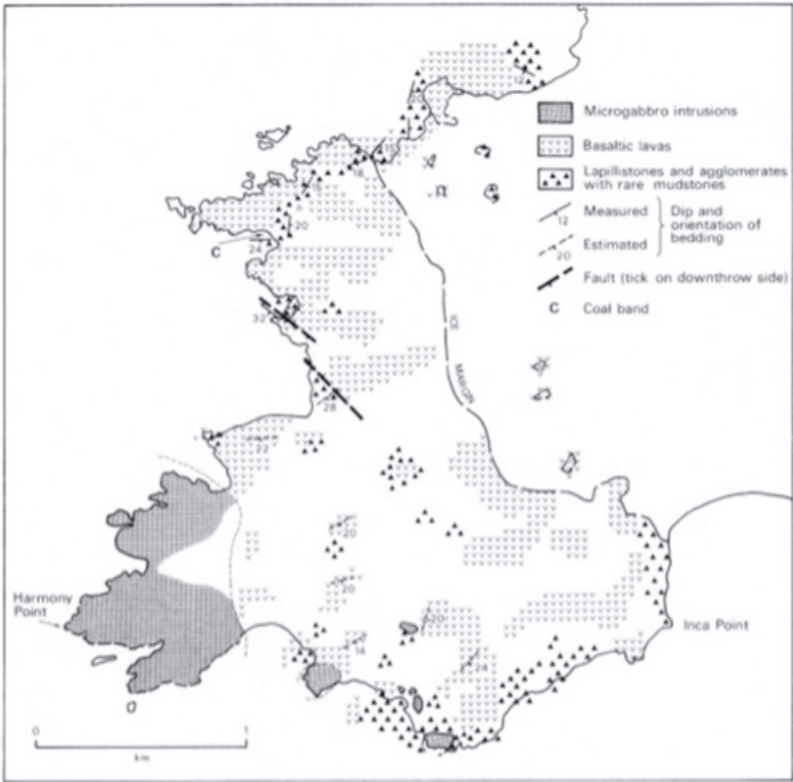 12
20
Microgabbro intrusions
Basaltic lavas
Lapillistones and agglomerates
with rare mudstones
12
Measured
20
Estimated
Dip and
orientation of
bedding
Fault (tick on downthrow side)
C
Coal band
18
20
24
C
32
28
22
ICE
MARGIN
20
20
20
14
24
Harmony
Point
Inca Point
0
1
km